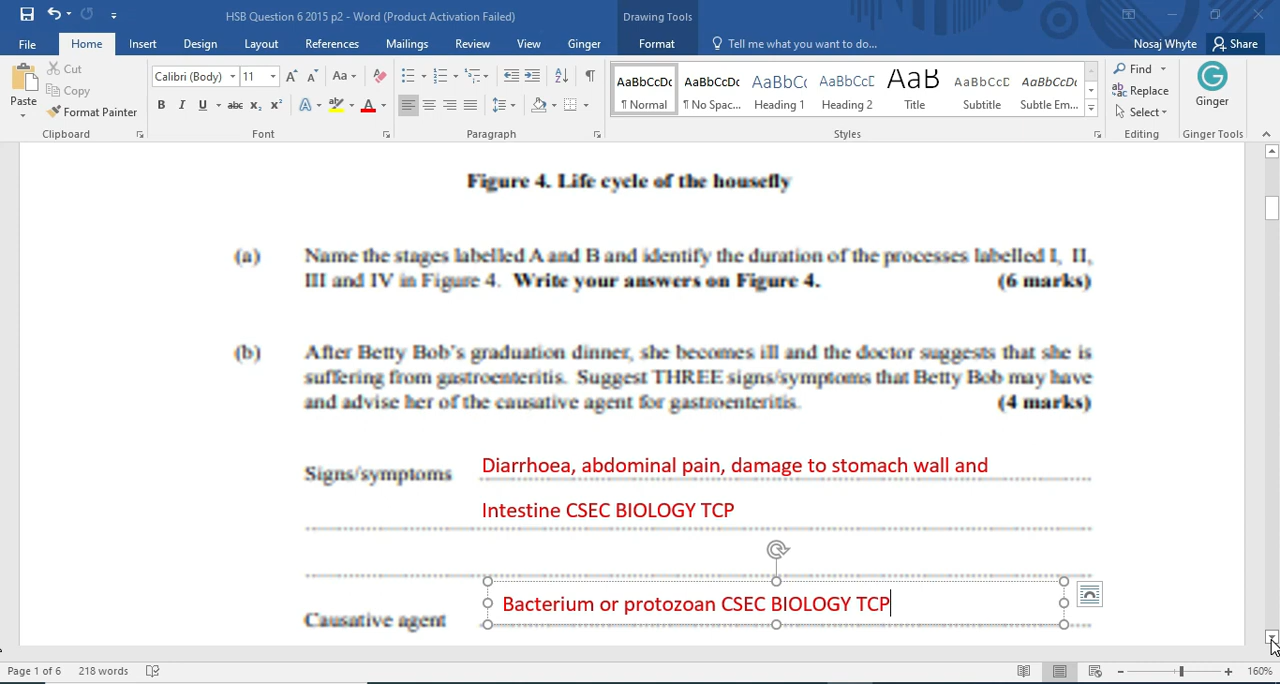 HSB Question 6 2015 p2 - Word (Product Activation Failed)
Drawing Tools
File Home Insert Design Layout References Mailings Review View Ginger Format Tell me what you want to do... Nosaj Whyte Share
Paste
Cut
Copy
Format Painter
Clipboard
Calibri (Body) 11
Font
Paragraph
AaBbCcDc AaBbCcDc AaBbCc AaBbCcC AaB AaBbCcD AaBbCcDc
¶ Normal ¶ No Spac... Heading 1 Heading 2 Title Subtitle Subtle Em...
Styles
Find
Replace
Select
Editing
Ginger
Ginger Tools
Figure 4. Life cycle of the housefly
(a) Name the stages labelled A and B and identify the duration of the processes labelled I, II,
III and IV in Figure 4. Write your answers on Figure 4. (6 marks)
(b) After Betty Bob's graduation dinner, she becomes ill and the doctor suggests that she is
suffering from gastroenteritis. Suggest THREE signs/symptoms that Betty Bob may have
and advise her of the causative agent for gastroenteritis. (4 marks)
Signs/symptoms Diarrhoea, abdominal pain, damage to stomach wall and
Intestine CSEC BIOLOGY TCP
Causative agent Bacterium or protozoan CSEC BIOLOGY TCP
Page 1 of 6 218 words 160%